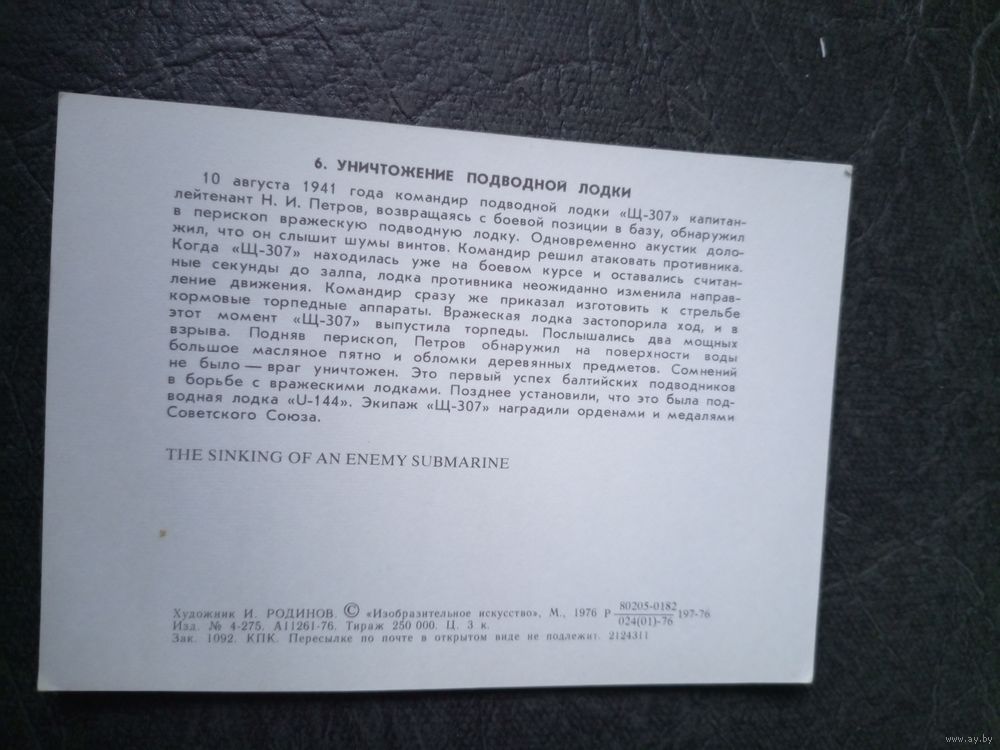 6. УНИЧТОЖЕНИЕ ПОДВОДНОЙ ЛОДКИ
10 августа 1941 года командир подводной лодки «Щ-307» капитан-
лейтенант Н. И. Петров, возвращаясь с боевой позиции в базу, обнаружил
в перископ вражескую подводную лодку. Одновременно акустик доло-
жил, что он слышит шумы винтов. Командир решил атаковать противника.
Когда «Щ-307» находилась уже на боевом курсе и оставались считан-
ные секунды до залпа, лодка противника неожиданно изменила направ-
ление движения. Командир сразу же приказал изготовить к стрельбе
кормовые торпедные аппараты. Вражеская лодка застопорила ход, и в
этот момент «Щ-307» выпустила торпеды. Послышались два мощных
взрыва. Подняв перископ, Петров обнаружил на поверхности воды
большое масляное пятно и обломки деревянных предметов. Сомнений
не было — враг уничтожен. Это первый успех балтийских подводников
в борьбе с вражескими лодками. Позднее установили, что это была под-
водная лодка «U-144». Экипаж «Щ-307» наградили орденами и медалями
Советского Союза.
THE SINKING OF AN ENEMY SUBMARINE
Художник И. РОДИНОВ. © «Изобразительное искусство», М., 1976 Р 80205-0182 / 024(01)-76 197-76
Изд. № 4-275. А11261-76. Тираж 250 000. Ц. 3 к.
Зак. 1092. КПК. Пересылке по почте в открытом виде не подлежит. 2124311
www.ay.by